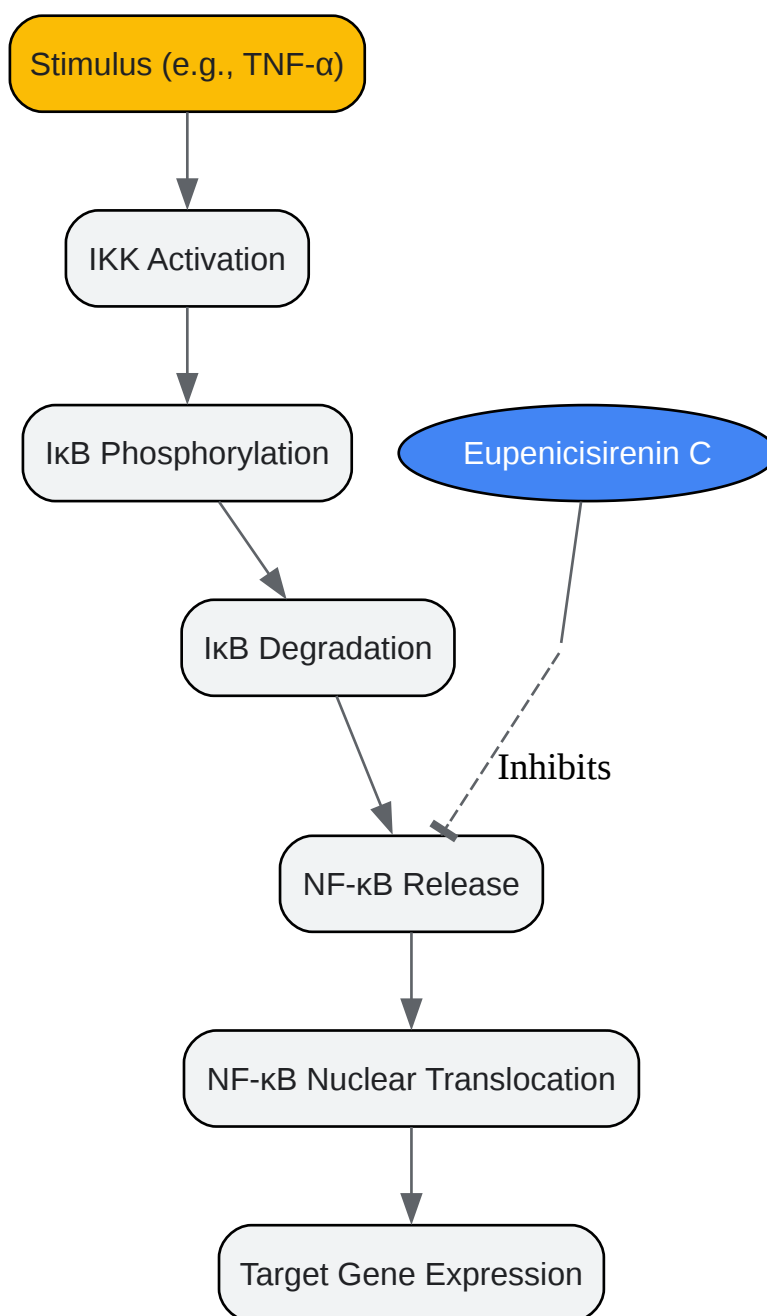 Stimulus (e.g., TNF-α)
IKK Activation
IκB Phosphorylation
Eupenicisirenin C
IκB Degradation
Inhibits
NF-κB Release
NF-κB Nuclear Translocation
Target Gene Expression